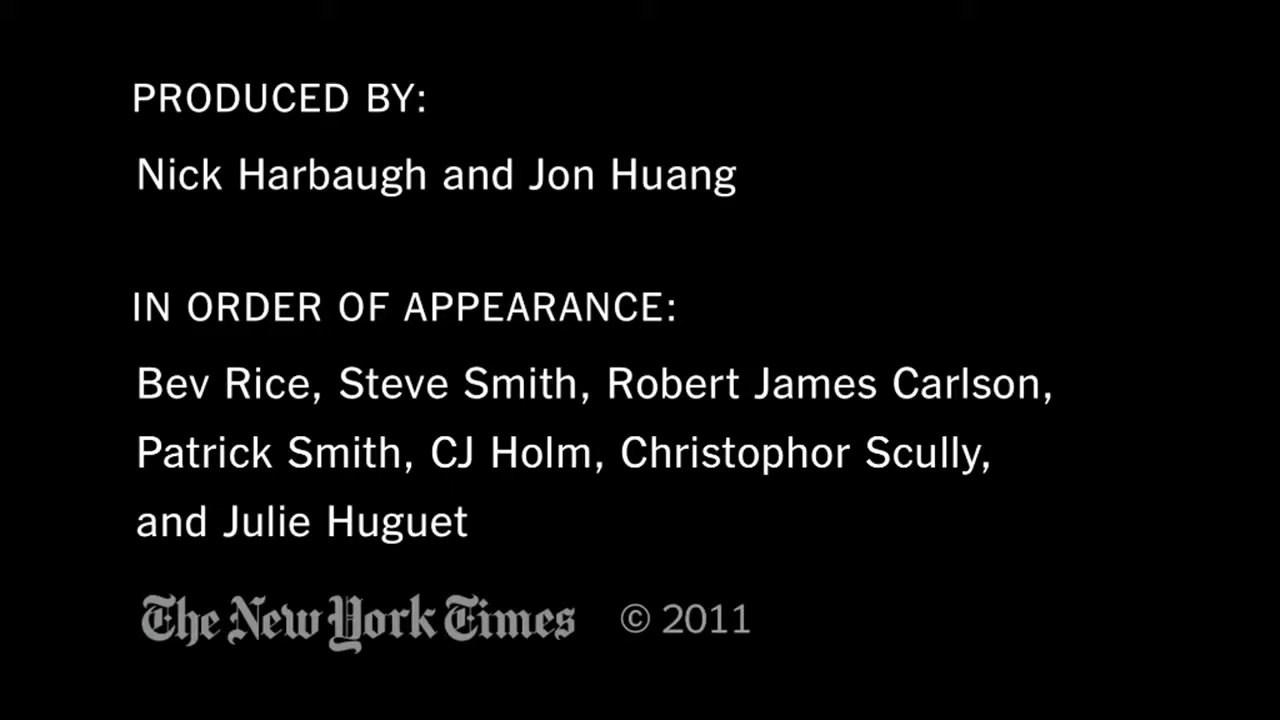 PRODUCED BY:
Nick Harbaugh and Jon Huang
IN ORDER OF APPEARANCE:
Bev Rice, Steve Smith, Robert James Carlson,
Patrick Smith, CJ Holm, Christophor Scully,
and Julie Huguet
The New York Times © 2011